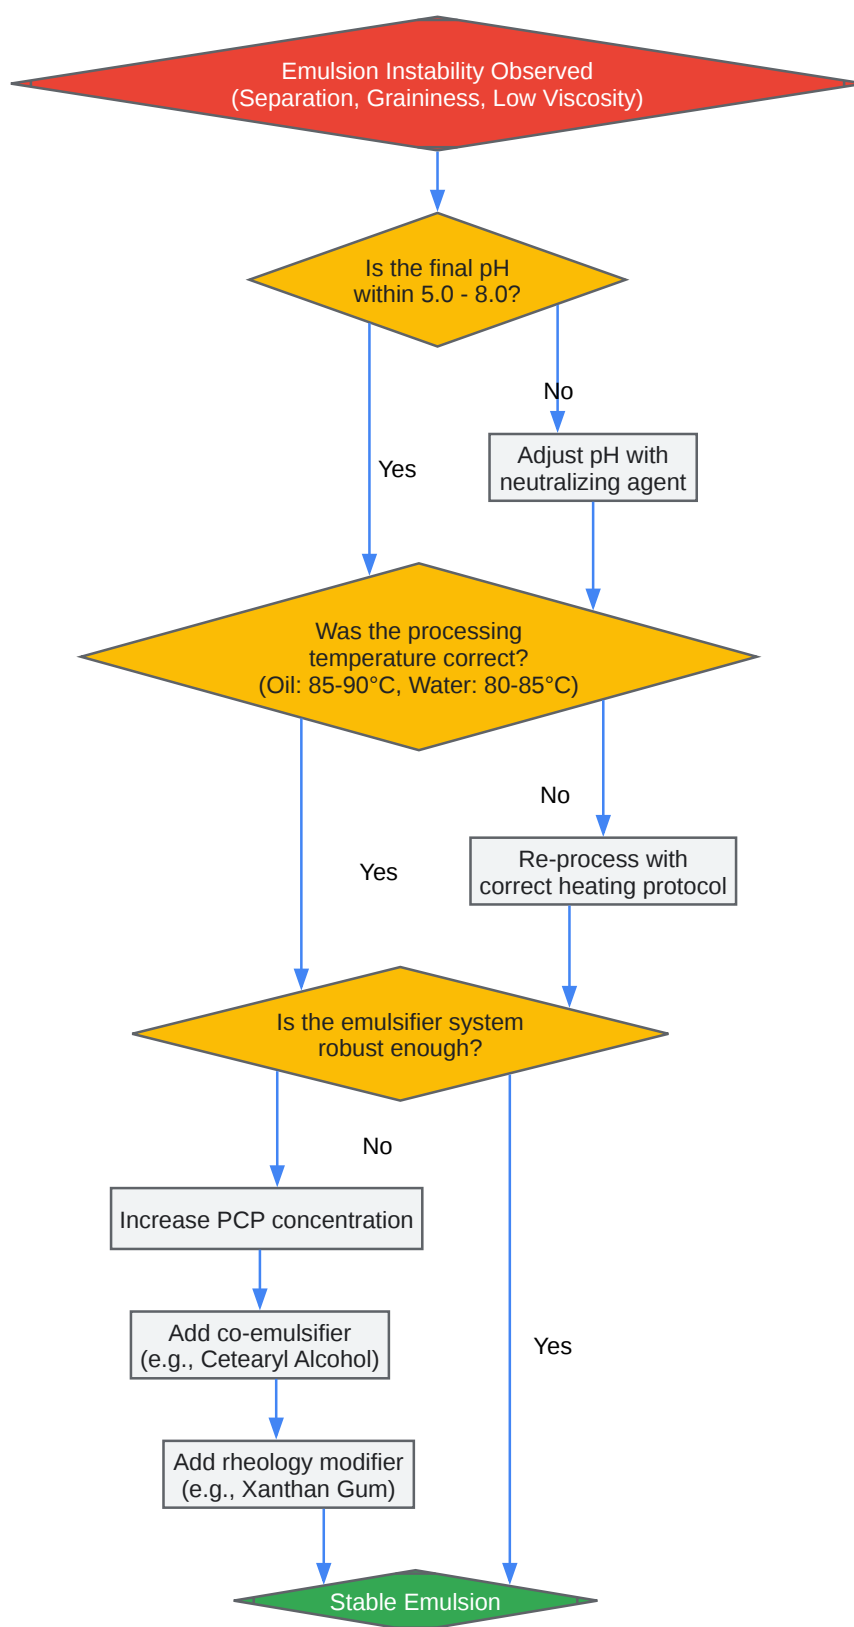 Emulsion Instability Observed
(Separation, Graininess, Low Viscosity)
Is the final pH
within 5.0 - 8.0?
No
Adjust pH with
neutralizing agent
Yes
Was the processing
temperature correct?
(Oil: 85-90°C, Water: 80-85°C)
No
Re-process with
correct heating protocol
Yes
Is the emulsifier system
robust enough?
No
Increase PCP concentration
Add co-emulsifier
(e.g., Cetearyl Alcohol)
Yes
Add rheology modifier
(e.g., Xanthan Gum)
Stable Emulsion